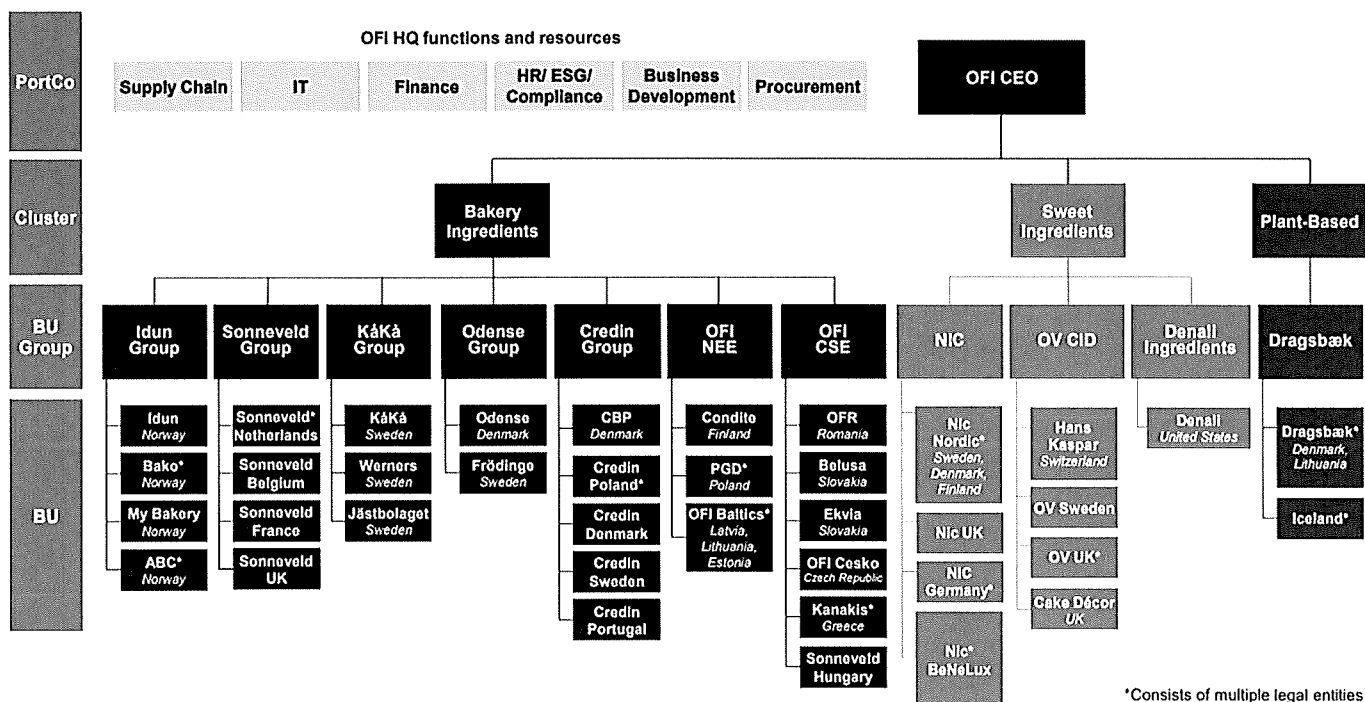 OFI HQ functions and resources
PortCo
Supply Chain
IT
Finance
HR/ ESG/
Compliance
Business
Development
Procurement
OFI CEO
Cluster
Bakery
Ingredients
Sweet
Ingredients
Plant-Based
BU
Group
Idun
Group
Sonneveld
Group
KåKå
Group
Odense
Group
Credin
Group
OFI
NEE
OFI
CSE
NIC
OV CID
Denali
Ingredients
Dragsbæk
BU
Idun
Norway
Bako*
Norway
My Bakery
Norway
ABC*
Norway
Sonneveld*
Netherlands
Sonneveld
Belgium
Sonneveld
France
Sonneveld
UK
KåKå
Sweden
Werners
Sweden
Jästbolaget
Sweden
Odense
Denmark
Frödinge
Sweden
CBP
Denmark
Credin
Poland*
Credin
Denmark
Credin
Sweden
Credin
Portugal
Condite
Finland
PGD*
Poland
OFI Baltics*
Latvia,
Lithuania,
Estonia
OFR
Romania
Belusa
Slovakia
Ekvia
Slovakia
OFI Cesko
Czech Republic
Kanakis*
Greece
Sonneveld
Hungary
Nic
Nordic*
Sweden,
Denmark,
Finland
Nic UK
NIC
Germany*
Nic*
BeNeLux
Hans
Kaspar
Switzerland
OV Sweden
OV UK*
Cake Décor
UK
Denali
United States
Dragsbæk*
Denmark,
Lithuania
Iceland*
*Consists of multiple legal entities